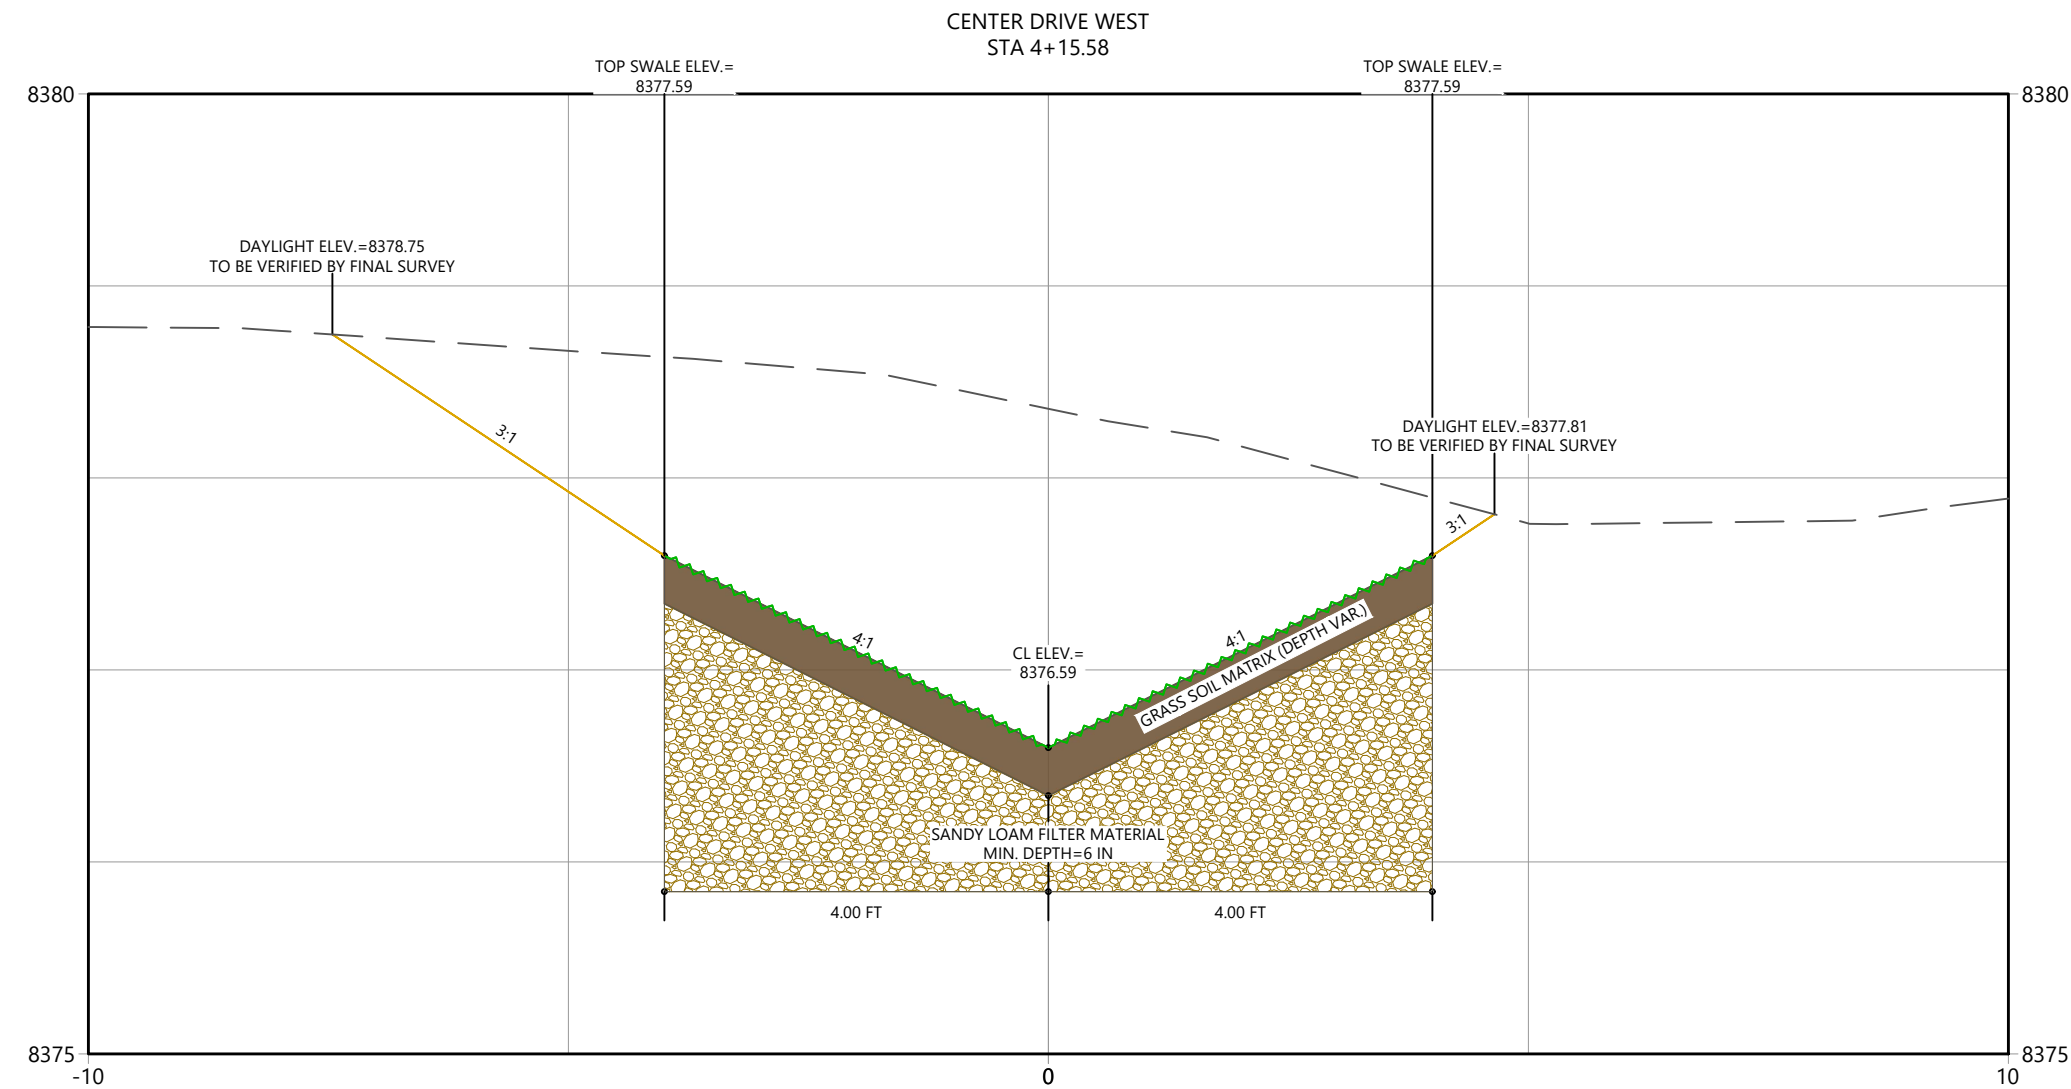 CENTER DRIVE WEST
STA 4+15.58
TOP SWALE ELEV.=
8377.59
TOP SWALE ELEV.=
8377.59
8380
8380
DAYLIGHT ELEV.=8378.75
TO BE VERIFIED BY FINAL SURVEY
3:1
DAYLIGHT ELEV.=8377.81
TO BE VERIFIED BY FINAL SURVEY
3:1
4:1
CL ELEV.=
8376.59
4:1
GRASS SOIL MATRIX (DEPTH VAR.)
SANDY LOAM FILTER MATERIAL
MIN. DEPTH=6 IN
4.00 FT
4.00 FT
8375
8375
-10
0
10